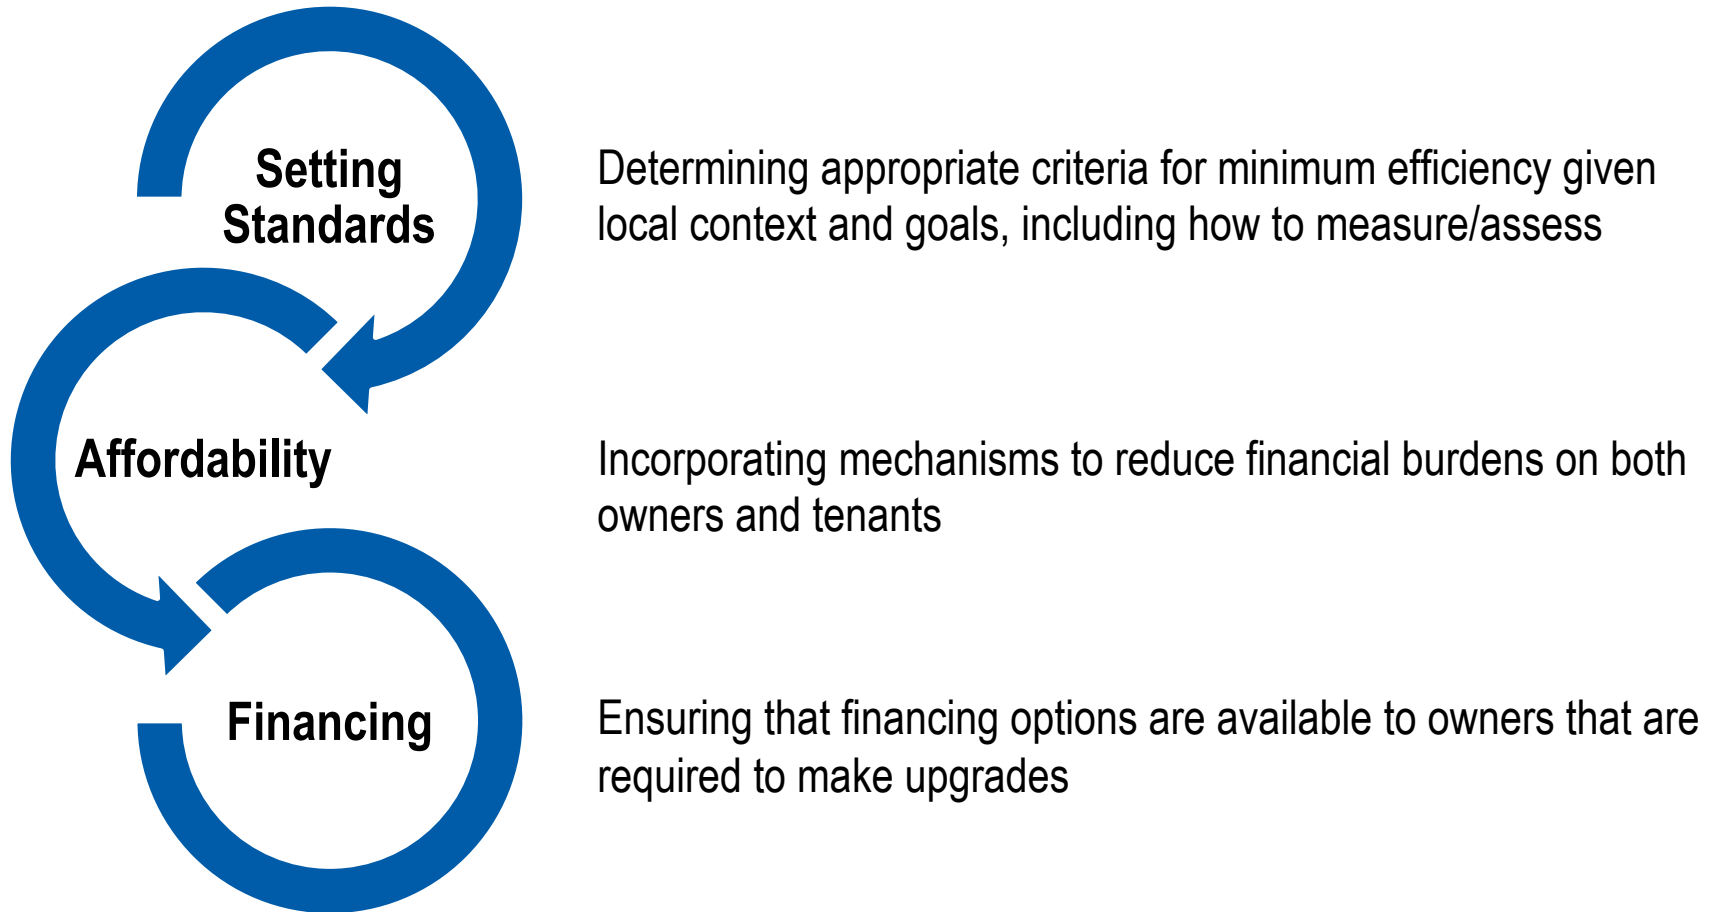 Setting
Standards
Determining appropriate criteria for minimum efficiency given
local context and goals, including how to measure/assess
Affordability
Incorporating mechanisms to reduce financial burdens on both
owners and tenants
Financing
Ensuring that financing options are available to owners that are
required to make upgrades